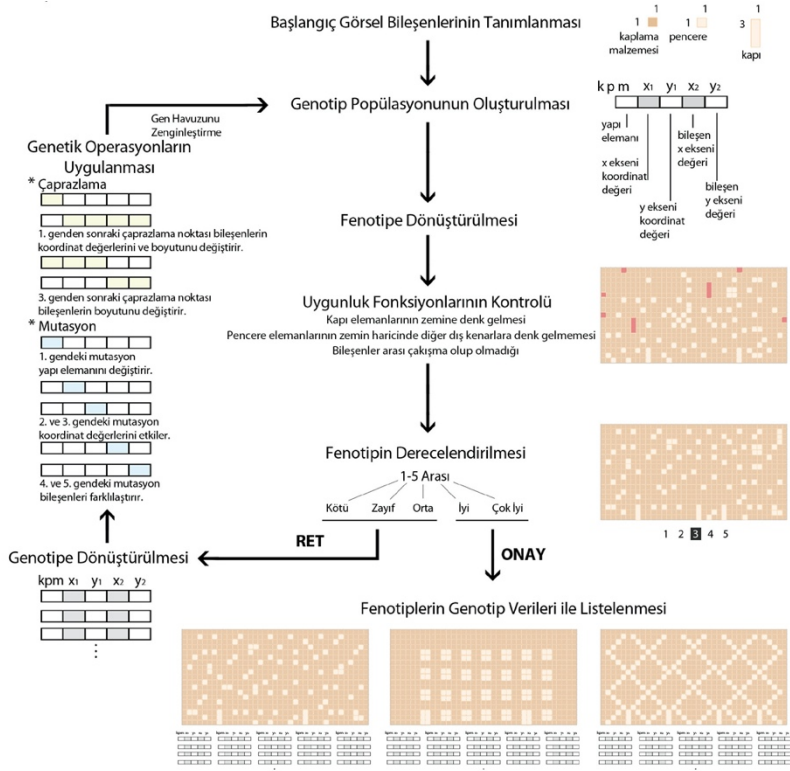 Başlangıç Görsel Bileşenlerinin Tanımlanması
1
1
kaplama
malzemesi
1
1
pencere
1
3
kapı
Genotip Popülasyonunun Oluşturulması
k p m x1 y1 x2 y2
yapı
elemanı
x ekseni
koordinat
değeri
y ekseni
koordinat
değeri
bileşen
x ekseni
değeri
bileşen
y ekseni
değeri
Gen Havuzunu
Zenginleştirme
Genetik Operasyonların
Uygulanması
* Çaprazlama
1. genden sonraki çaprazlama noktası bileşenlerin
koordinat değerlerini ve boyutunu değiştirir.
3. genden sonraki çaprazlama noktası
bileşenlerin boyutunu değiştirir.
* Mutasyon
1. gendeki mutasyon
yapı elemanını değiştirir.
2. ve 3. gendeki mutasyon
koordinat değerlerini etkiler.
4. ve 5. gendeki mutasyon
bileşenleri farklılaştırır.
Fenotipe Dönüştürülmesi
Uygunluk Fonksiyonlarının Kontrolü
Kapı elemanlarının zemine denk gelmesi
Pencere elemanlarının zemin haricinde diğer dış kenarlara denk gelmemesi
Bileşenler arası çakışma olup olmadığı
Fenotipin Derecelendirilmesi
1-5 Arası
Kötü Zayıf Orta İyi Çok İyi
1 2 3 4 5
RET
ONAY
Genotipe Dönüştürülmesi
kpm x1 y1 x2 y2
Fenotiplerin Genotip Verileri ile Listelenmesi